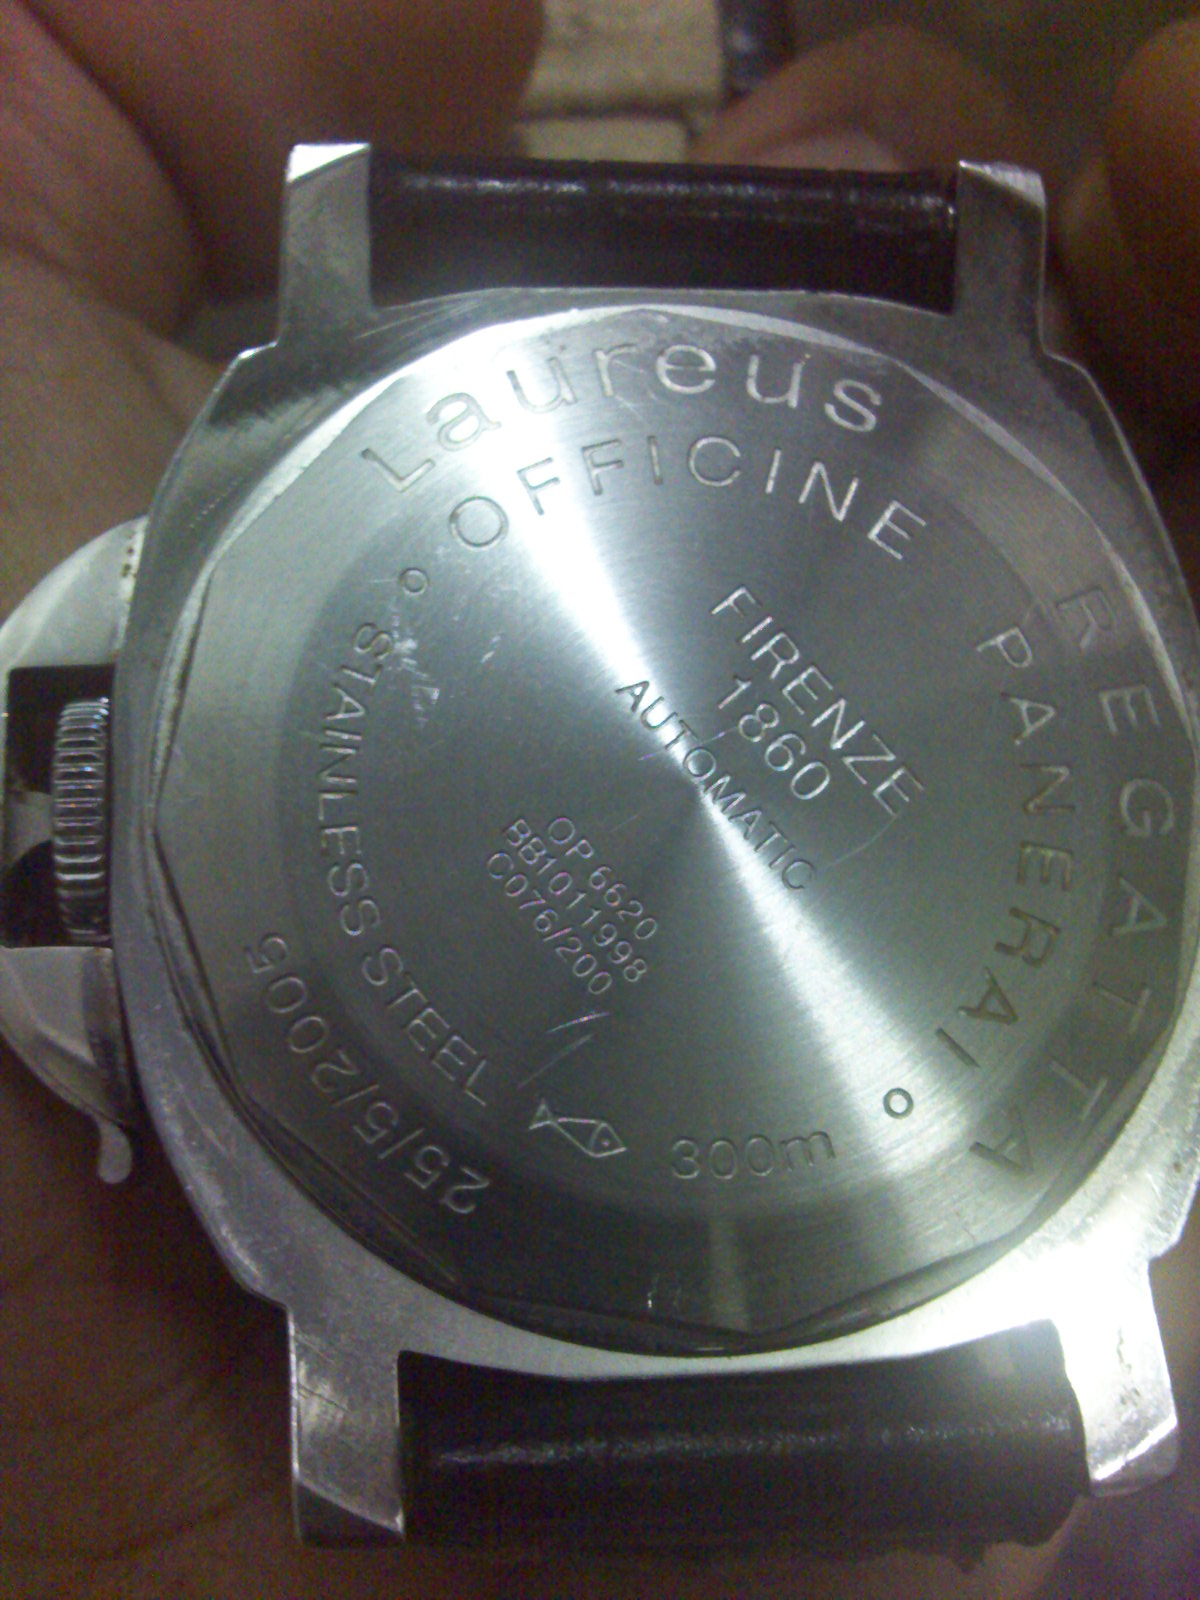 Laureus
REGATTA
25/5/2005
OFFICINE PANERAI
STAINLESS STEEL
300m
FIRENZE
1860
AUTOMATIC
OP 6620
BB1011998
C076/200